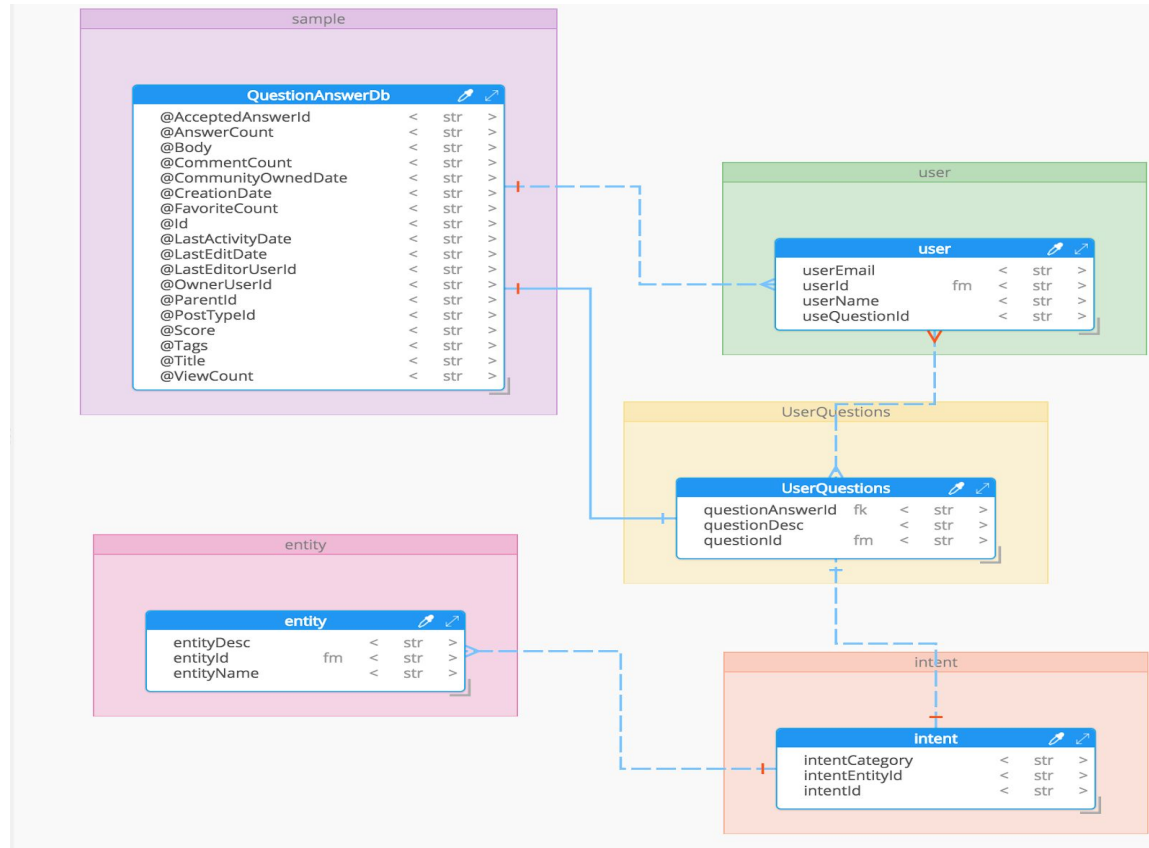 sample
QuestionAnswerDb
@AcceptedAnswerId < str >
@AnswerCount < str >
@Body < str >
@CommentCount < str >
@CommunityOwnedDate < str >
@CreationDate < str >
@FavoriteCount < str >
@Id < str >
@LastActivityDate < str >
@LastEditDate < str >
@LastEditorUserId < str >
@OwnerUserId < str >
@ParentId < str >
@PostTypeId < str >
@Score < str >
@Tags < str >
@Title < str >
@ViewCount < str >
user
user
userEmail < str >
userId fm < str >
userName < str >
useQuestionId < str >
UserQuestions
UserQuestions
questionAnswerId fk < str >
questionDesc < str >
questionId fm < str >
entity
entity
entityDesc < str >
entityId fm < str >
entityName < str >
intent
intent
intentCategory < str >
intentEntityId < str >
intentId < str >